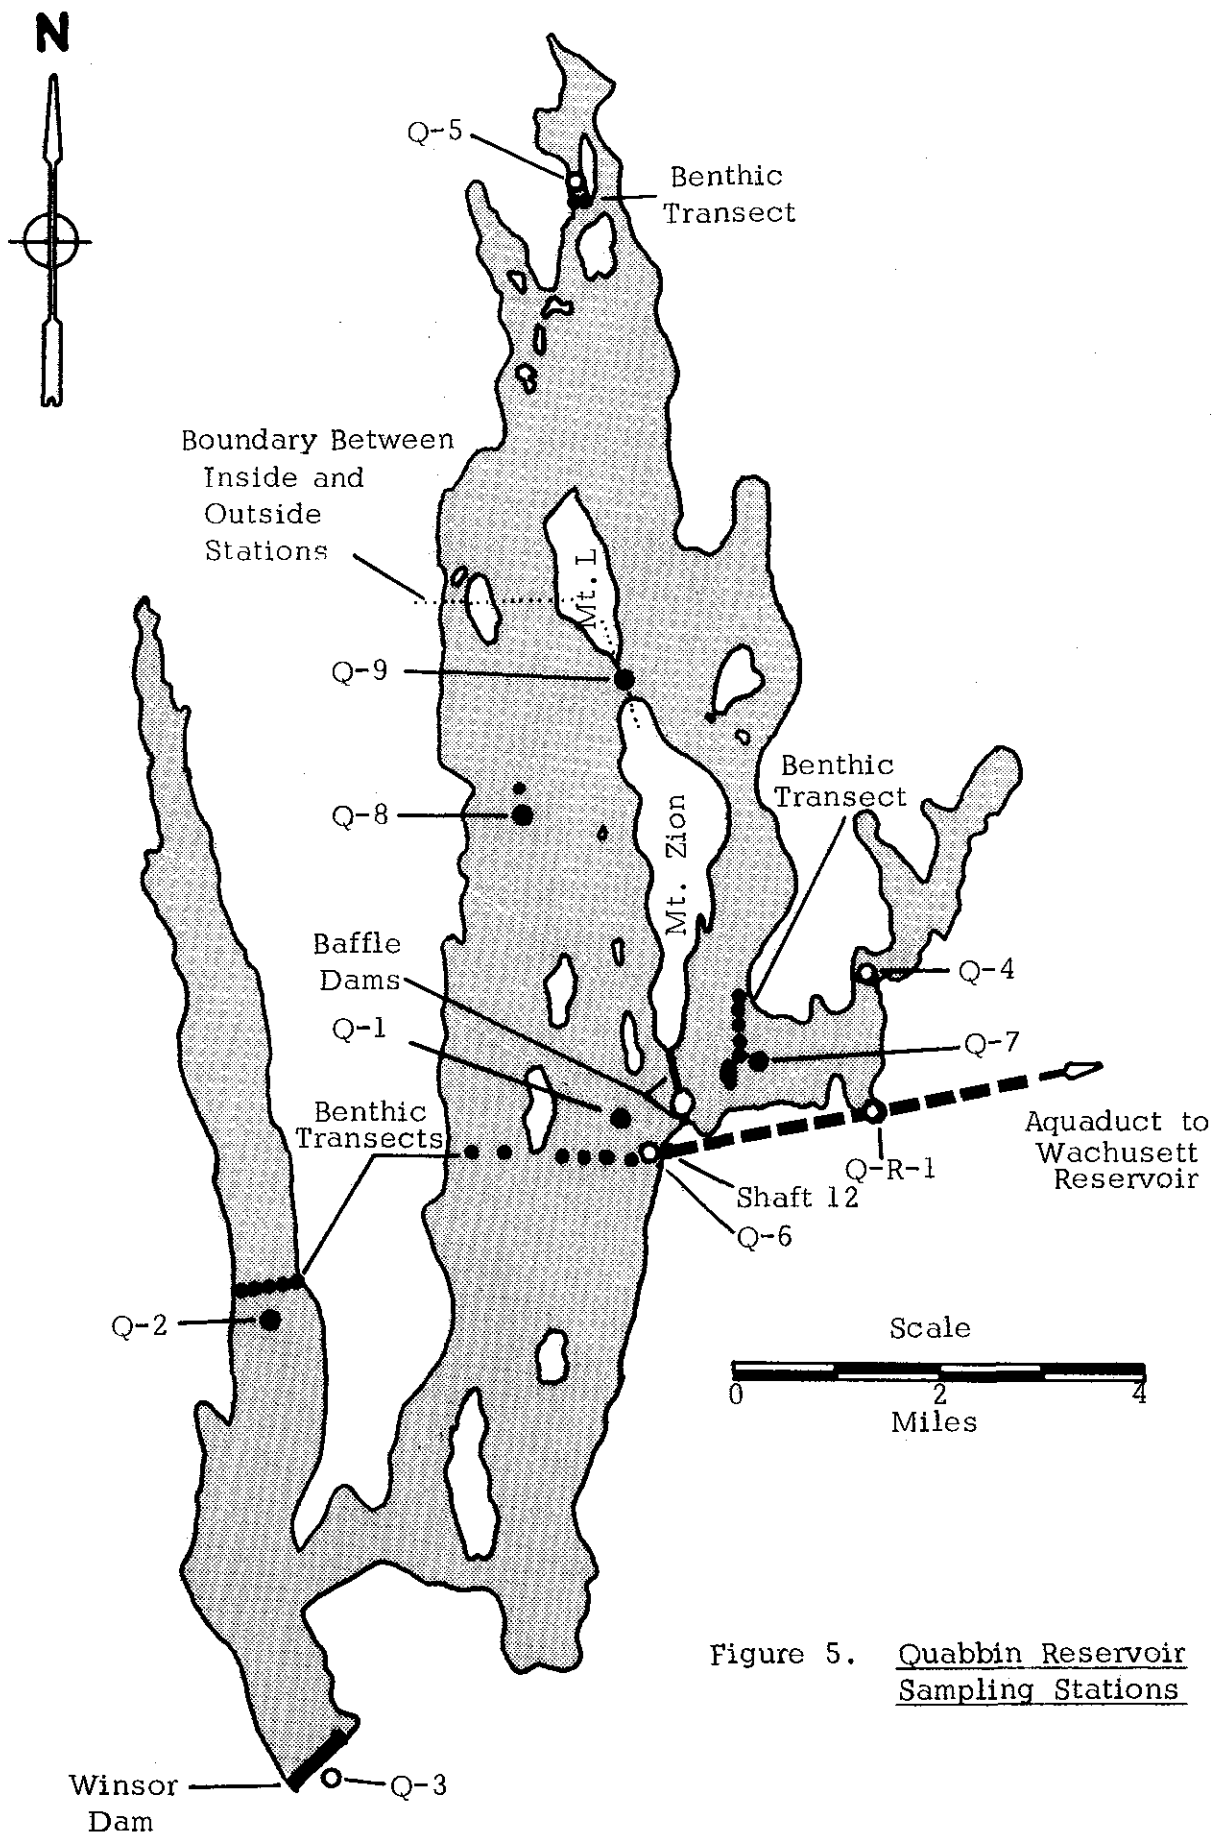 N
Q-5
Benthic
Transect
Boundary Between
Inside and
Outside
Stations
Mt. L
Q-9
Benthic
Transect
Q-8
Mt. Zion
Baffle
Dams
Q-4
Q-1
Q-7
Benthic
Transects
Aquaduct to
Wachusett
Reservoir
Q-R-1
Shaft 12
Q-6
Q-2
Scale
0 2 4
Miles
Figure 5. Quabbin Reservoir
Sampling Stations
Winsor
Dam
Q-3